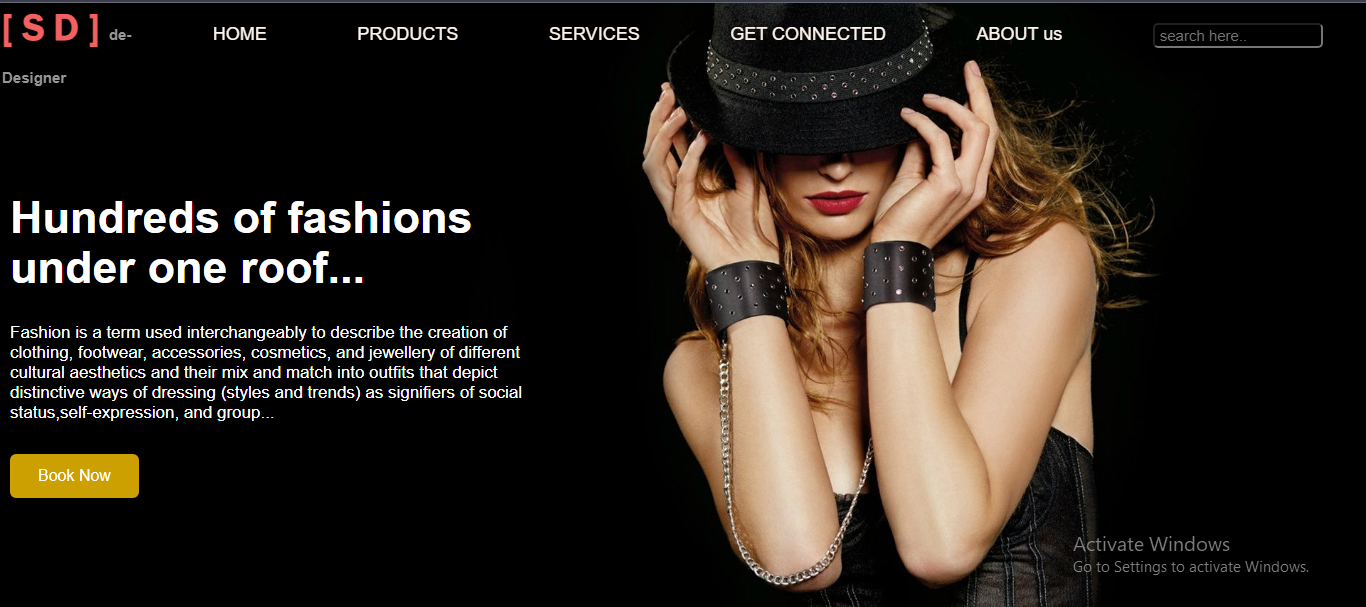 [ S D ] de-
Designer
HOME
PRODUCTS
SERVICES
GET CONNECTED
ABOUT us
search here..
Hundreds of fashions
under one roof...
Fashion is a term used interchangeably to describe the creation of
clothing, footwear, accessories, cosmetics, and jewellery of different
cultural aesthetics and their mix and match into outfits that depict
distinctive ways of dressing (styles and trends) as signifiers of social
status,self-expression, and group...
Book Now
Activate Windows
Go to Settings to activate Windows.